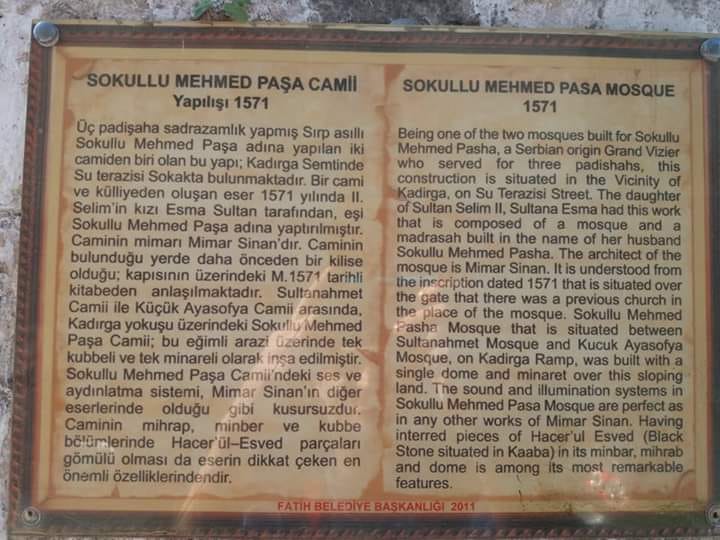 SOKULLU MEHMED PAŞA CAMİİ
Yapılışı 1571
Üç padişaha sadrazamlık yapmış Sırp asıllı
Sokullu Mehmed Paşa adına yapılan iki
camiden biri olan bu yapı; Kadırga Semtinde
Su terazisi Sokakta bulunmaktadır. Bir cami
ve külliyeden oluşan eser 1571 yılında II.
Selim'in kızı Esma Sultan tarafından, eşi
Sokullu Mehmed Paşa adına yaptırılmıştır.
Caminin mimarı Mimar Sinan'dır. Caminin
bulunduğu yerde daha önceden bir kilise
olduğu; kapısının üzerindeki M.1571 tarihli
kitabeden anlaşılmaktadır. Sultanahmet
Camii ile Küçük Ayasofya Camii arasında,
Kadırga yokuşu üzerindeki Sokullu Mehmed
Paşa Camii; bu eğimli arazi üzerinde tek
kubbeli ve tek minareli olarak inşa edilmiştir.
Sokullu Mehmed Paşa Camii'ndeki ses ve
aydınlatma sistemi, Mimar Sinan'ın diğer
eserlerinde olduğu gibi kusursuzdur.
Caminin mihrap, minber ve kubbe
bölümlerinde Hacer'ül–Esved parçaları
gömülü olması da eserin dikkat çeken en
önemli özelliklerindendir.
SOKULLU MEHMED PASA MOSQUE
1571
Being one of the two mosques built for Sokullu
Mehmed Pasha, a Serbian origin Grand Vizier
who served for three padishahs, this
construction is situated in the Vicinity of
Kadirga, on Su Terazisi Street. The daughter
of Sultan Selim II, Sultana Esma had this work
that is composed of a mosque and a
madrasah built in the name of her husband
Sokullu Mehmed Pasha. The architect of the
mosque is Mimar Sinan. It is understood from
the inscription dated 1571 that is situated over
the gate that there was a previous church in
the place of the mosque. Sokullu Mehmed
Pasha Mosque that is situated between
Sultanahmet Mosque and Kucuk Ayasofya
Mosque, on Kadirga Ramp, was built with a
single dome and minaret over this sloping
land. The sound and illumination systems in
Sokullu Mehmed Pasa Mosque are perfect as
in any other works of Mimar Sinan. Having
interred pieces of Hacer'ul Esved (Black
Stone situated in Kaaba) in its minbar, mihrab
and dome is among its most remarkable
features.
FATİH BELEDİYE BAŞKANLIĞI 2011